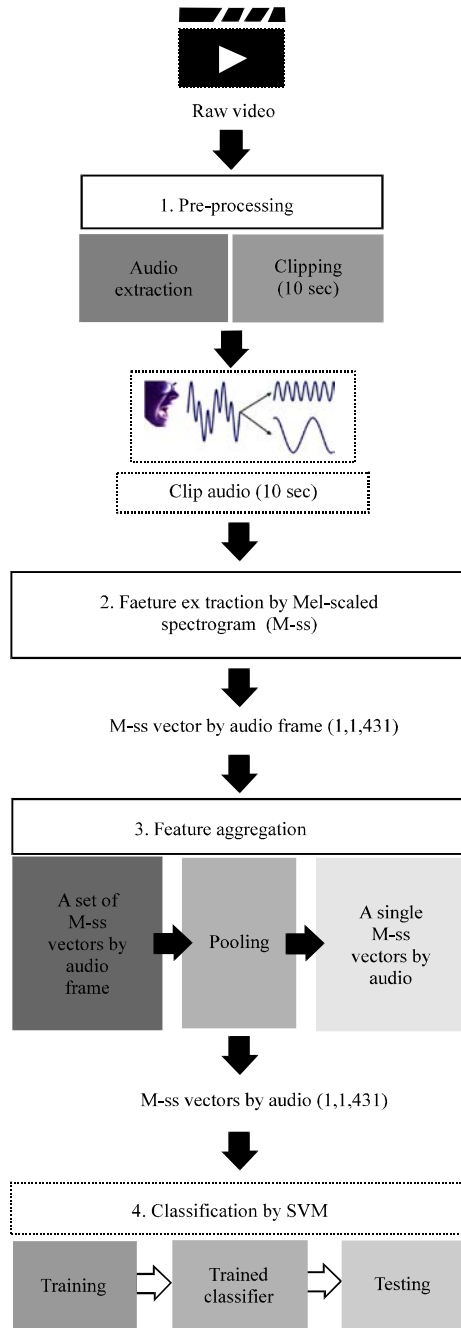 Raw video
1. Pre-processing
Audio
extraction
Clipping
(10 sec)
Clip audio (10 sec)
2. Faeture ex traction by Mel-scaled
spectrogram (M-ss)
M-ss vector by audio frame (1,1,431)
3. Feature aggregation
A set of
M-ss
vectors by
audio
frame
Pooling
A single
M-ss
vectors by
audio
M-ss vectors by audio (1,1,431)
4. Classification by SVM
Training
Trained
classifier
Testing